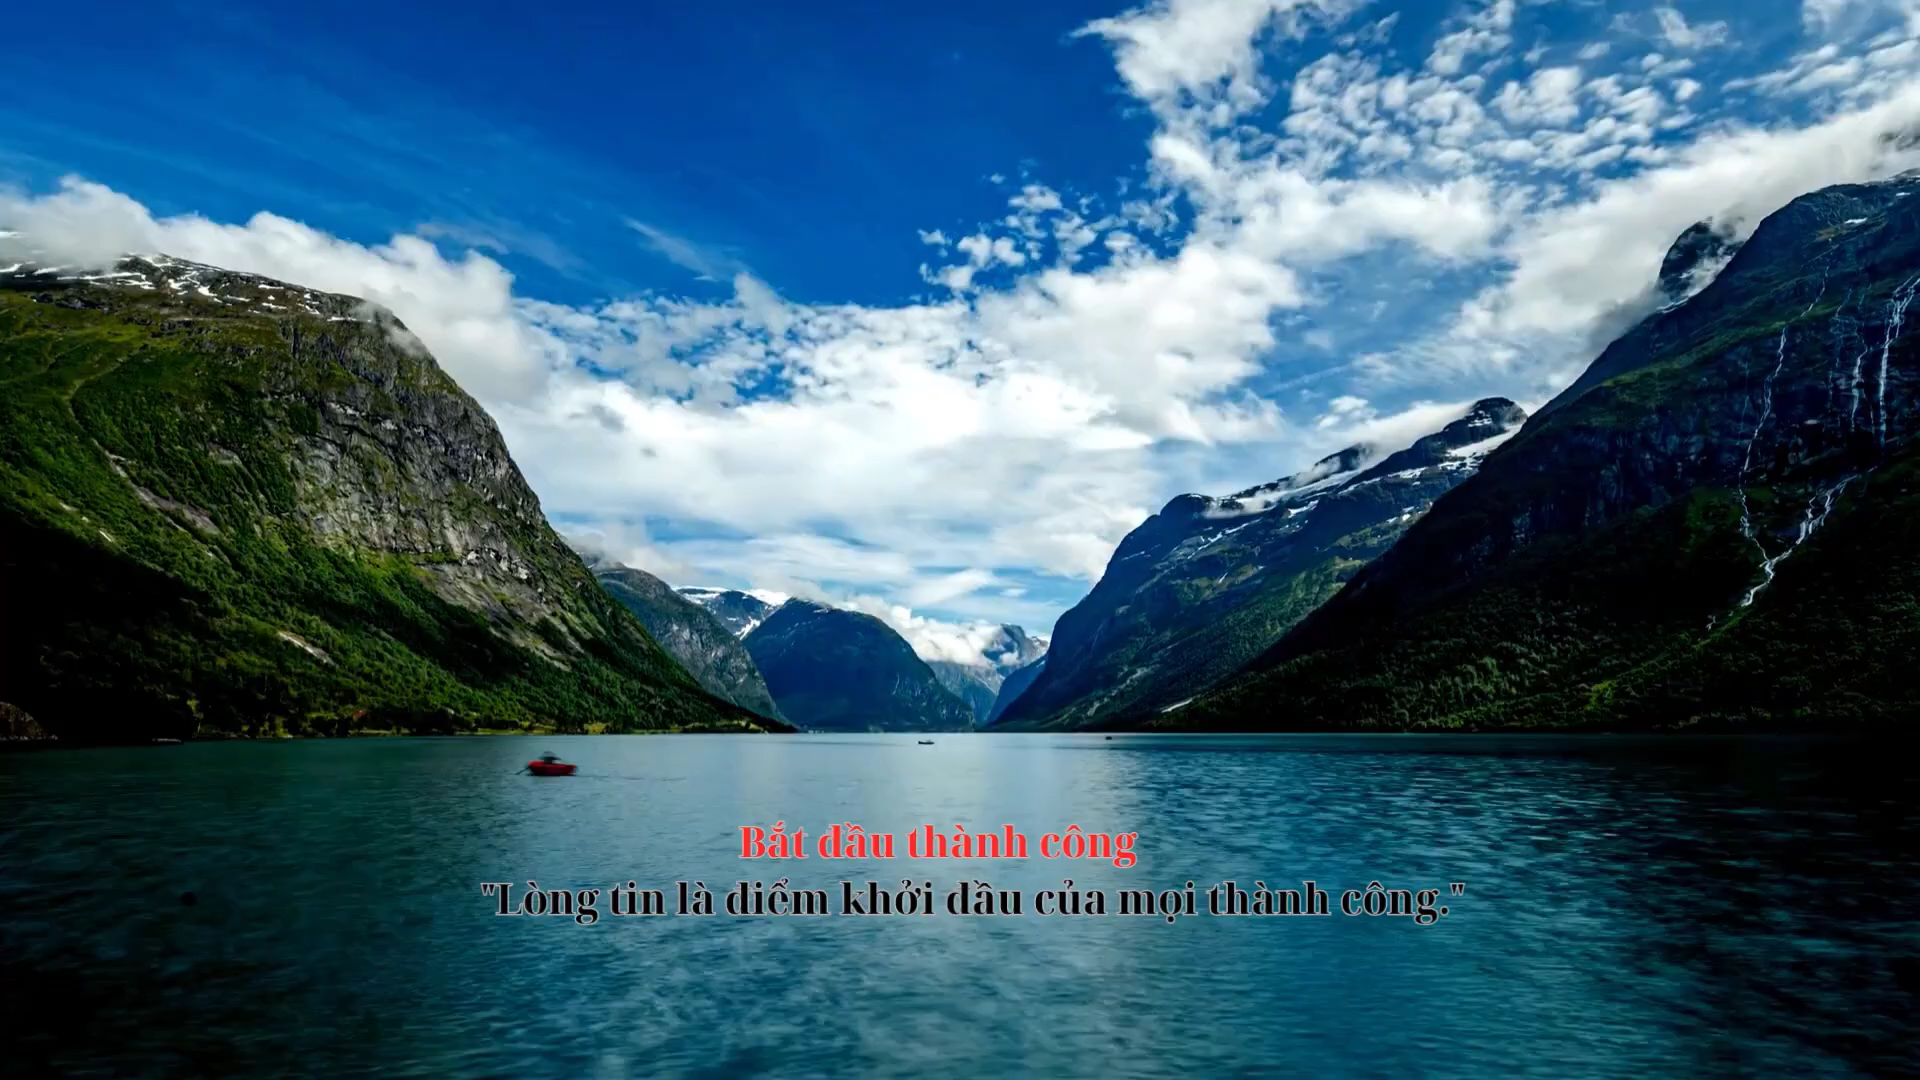 Bắt đầu thành công
"Lòng tin là điểm khởi đầu của mọi thành công."